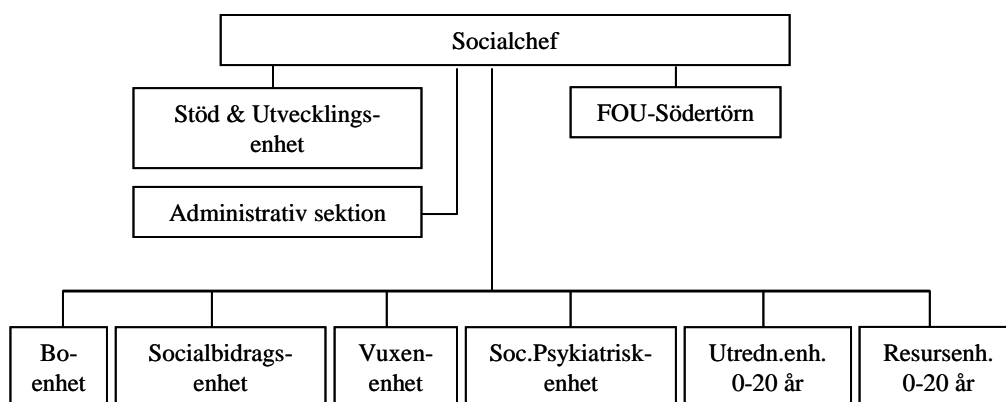 Socialchef
Stöd & Utvecklings-
enhet
FOU-Södertörn
Administrativ sektion
Bo-
enhet
Socialbidrags-
enhet
Vuxen-
enhet
Soc.Psykiatrisk-
enhet
Utredn.enh.
0-20 år
Resursenh.
0-20 år